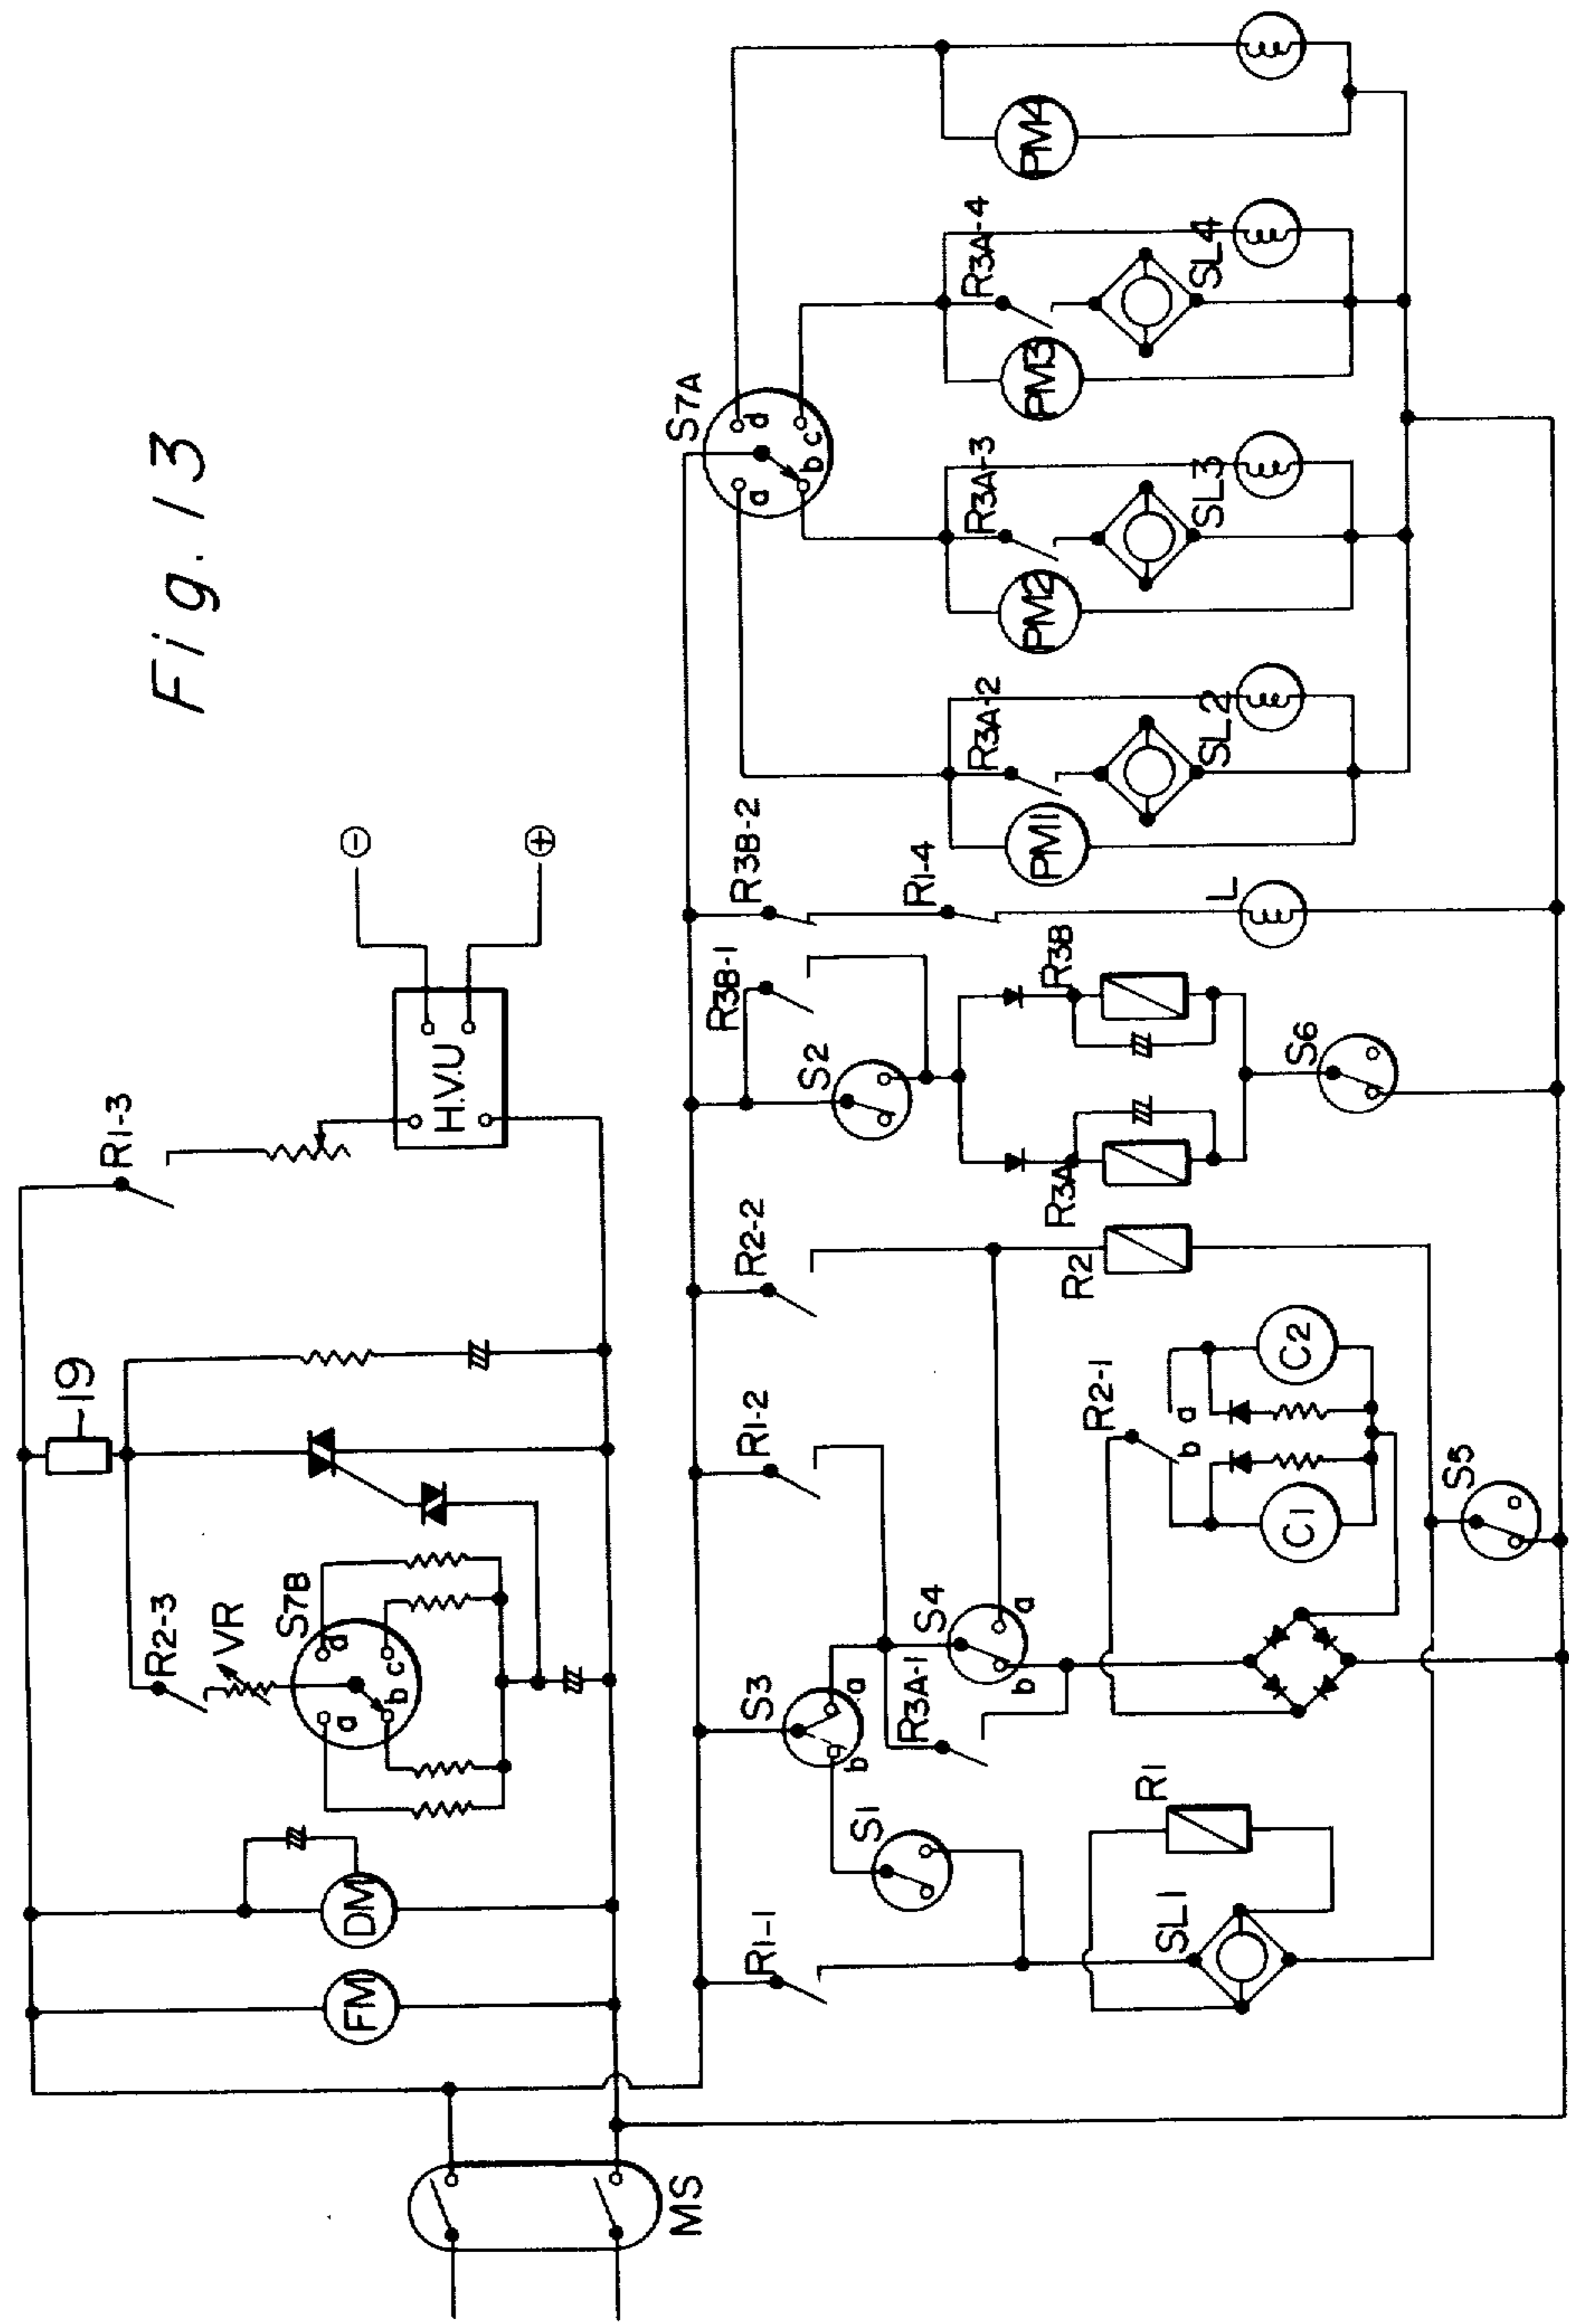 Fig. 13
MS
FM
DM
R2-3
VR
S7B
a
b
c
d
19
R1-3
H.V.U
⊖
⊕
R1-1
SL1
R1
S1
S3
a
b
R3A-1
S4
a
b
R1-2
R2-2
R2-1
b a
C1
C2
R2
S5
R3B-1
S2
R3A
R3B
S6
R3B-2
R1-4
L
S7A
a
b
c
d
PM1
R3A-2
SL2
PM2
R3A-3
SL3
PM3
R3A-4
SL4
PM4